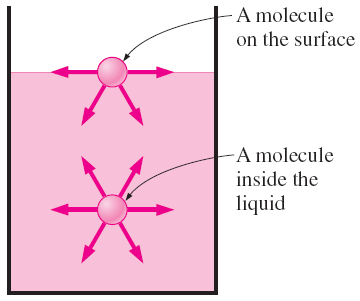 A molecule
on the surface
A molecule
inside the
liquid